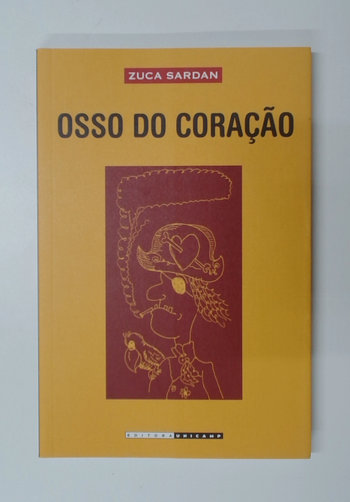 ZUCA SARDAN
OSSO DO CORAÇÃO
EDITORA UNICAMP